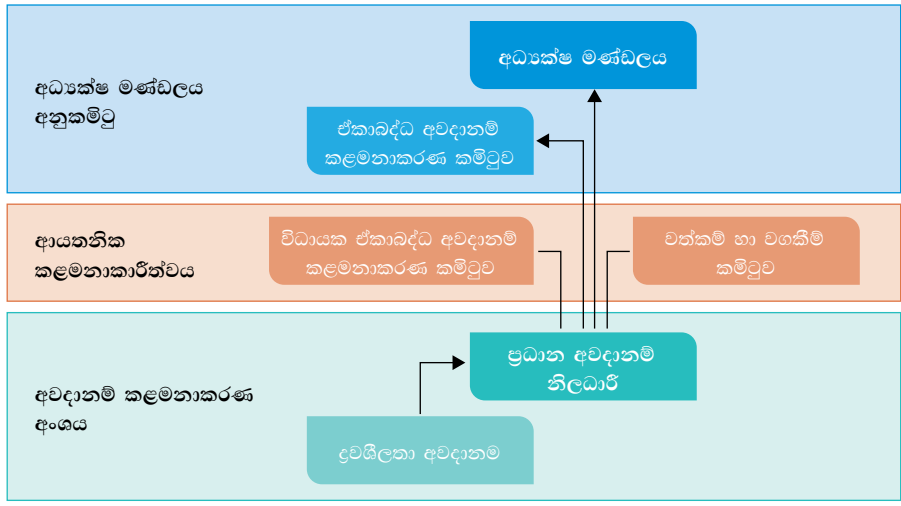 අධ්‍යක්ෂ මණ්ඩලය
අනුකමිටු
අධ්‍යක්ෂ මණ්ඩලය
ඒකාබද්ධ අවදානම්
කළමනාකරණ කමිටුව
ආයතනික
කළමනාකාරීත්වය
විධායක ඒකාබද්ධ අවදානම්
කළමනාකරණ කමිටුව
වත්කම් හා වගකීම්
කමිටුව
අවදානම් කළමනාකරණ
අංශය
ප්‍රධාන අවදානම්
නිලධාරී
ද්‍රවශීලතා අවදානම